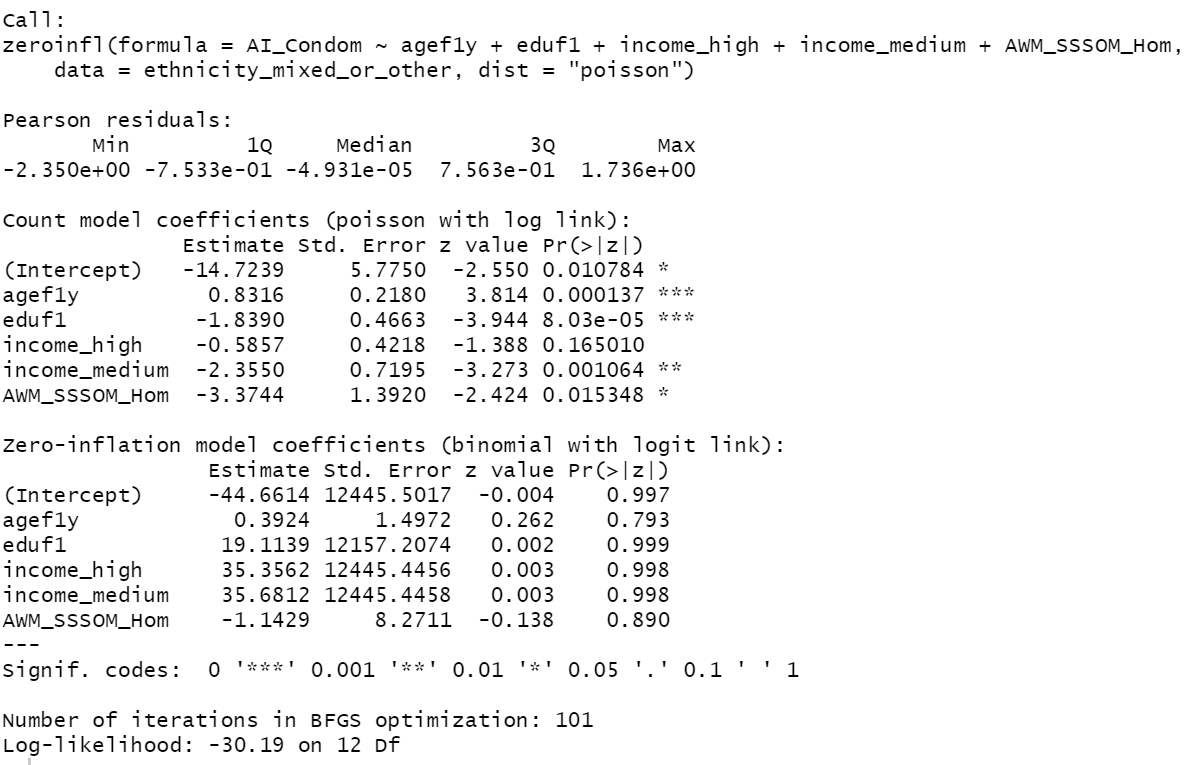 Call:
zeroinfl(formula = AI_Condom ~ agef1y + eduf1 + income_high + income_medium + AWM_SSSOM_Hom,
    data = ethnicity_mixed_or_other, dist = "poisson")

Pearson residuals:
       Min         1Q     Median         3Q        Max
-2.350e+00 -7.533e-01 -4.931e-05  7.563e-01  1.736e+00

Count model coefficients (poisson with log link):
              Estimate Std. Error z value Pr(>|z|)
(Intercept)   -14.7239     5.7750  -2.550 0.010784 *
agef1y          0.8316     0.2180   3.814 0.000137 ***
eduf1          -1.8390     0.4663  -3.944 8.03e-05 ***
income_high    -0.5857     0.4218  -1.388 0.165010
income_medium  -2.3550     0.7195  -3.273 0.001064 **
AWM_SSSOM_Hom  -3.3744     1.3920  -2.424 0.015348 *

Zero-inflation model coefficients (binomial with logit link):
                Estimate Std. Error z value Pr(>|z|)
(Intercept)     -44.6614 12445.5017  -0.004    0.997
agef1y            0.3924     1.4972   0.262    0.793
eduf1            19.1139 12157.2074   0.002    0.999
income_high      35.3562 12445.4456   0.003    0.998
income_medium    35.6812 12445.4458   0.003    0.998
AWM_SSSOM_Hom    -1.1429     8.2711  -0.138    0.890
---
Signif. codes:  0 '***' 0.001 '**' 0.01 '*' 0.05 '.' 0.1 ' ' 1

Number of iterations in BFGS optimization: 101
Log-likelihood: -30.19 on 12 Df